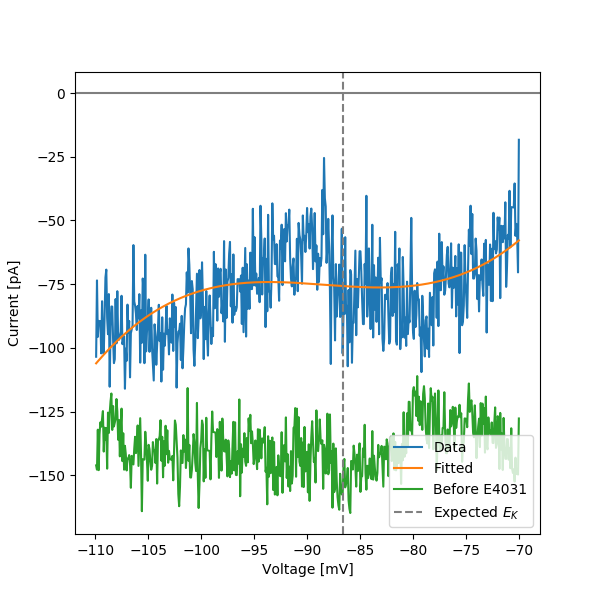 0
−25
−50
−75
−100
−125
−150
Current [pA]
Data
Fitted
Before E4031
Expected E_K
−110 −105 −100 −95 −90 −85 −80 −75 −70
Voltage [mV]